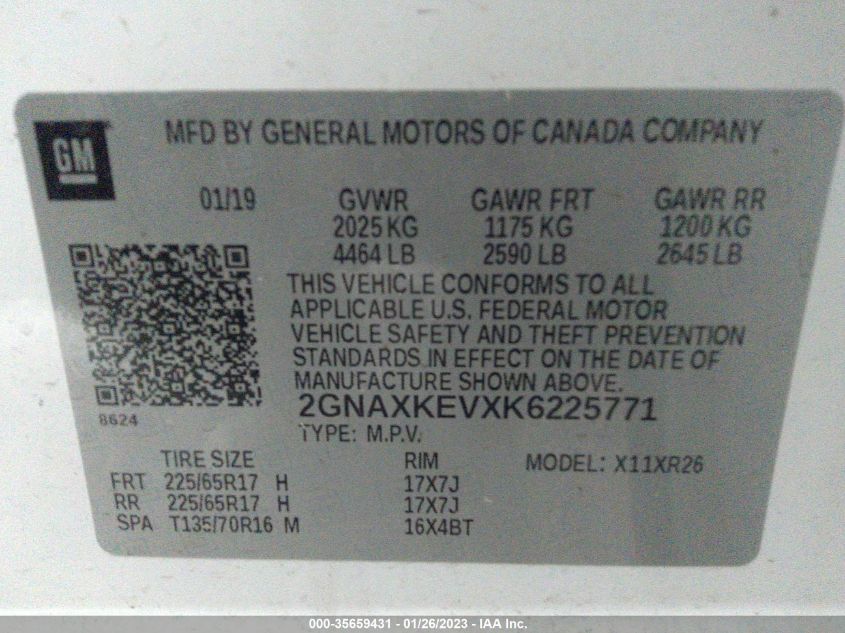 GM
MFD BY GENERAL MOTORS OF CANADA COMPANY
01/19 GVWR GAWR FRT GAWR RR
2025 KG 1175 KG 1200 KG
4464 LB 2590 LB 2645 LB
THIS VEHICLE CONFORMS TO ALL
APPLICABLE U.S. FEDERAL MOTOR
VEHICLE SAFETY AND THEFT PREVENTION
STANDARDS IN EFFECT ON THE DATE OF
MANUFACTURE SHOWN ABOVE.
8624
2GNAXKEVXK6225771
TYPE: M.P.V.
TIRE SIZE RIM MODEL: X11XR26
FRT 225/65R17 H 17X7J
RR 225/65R17 H 17X7J
SPA T135/70R16 M 16X4BT
000-35659431 - 01/26/2023 - IAA Inc.